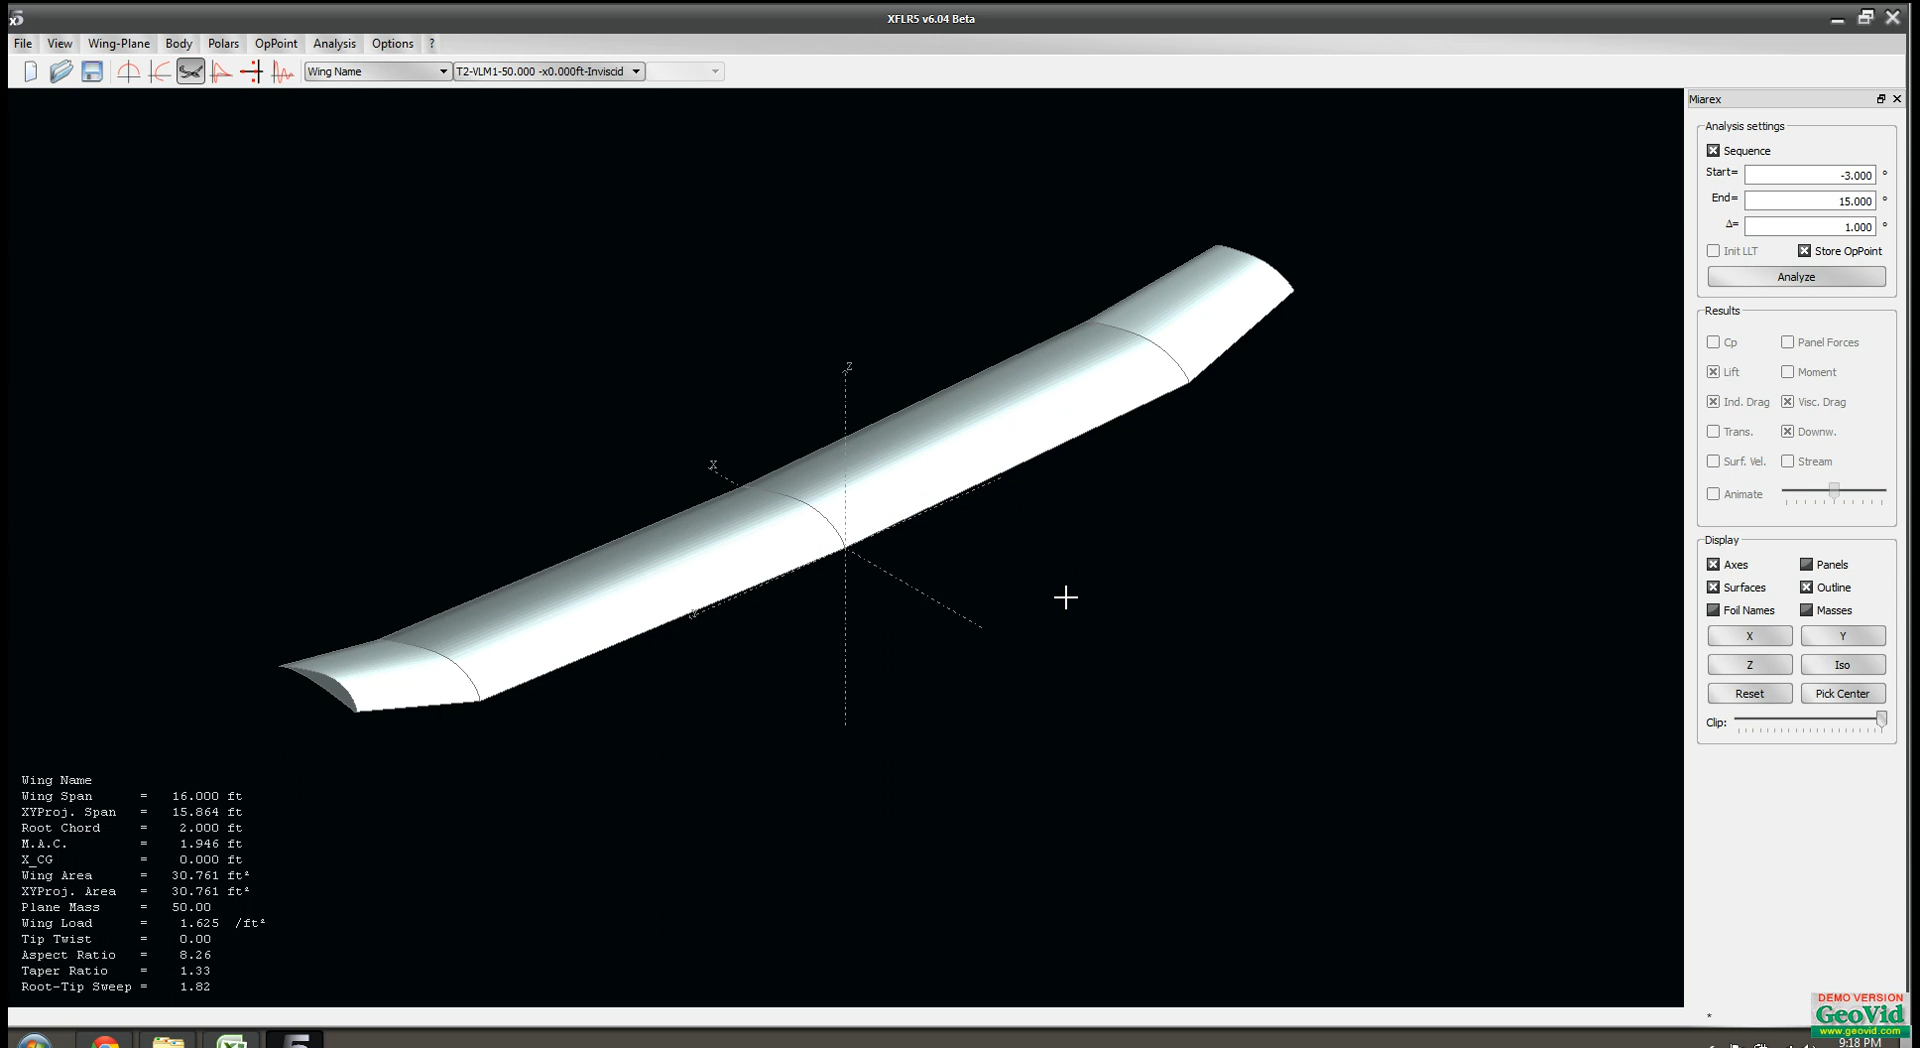 XFLR5 v6.04 Beta
File View Wing-Plane Body Polars OpPoint Analysis Options ?
Wing Name T2-VLM1-50.000 -x0.000ft-Inviscid
Miarex
Analysis settings
Sequence
Start= -3.000 °
End= 15.000 °
Δ= 1.000 °
Init LLT Store OpPoint
Analyze
Results
Cp Panel Forces
Lift Moment
Ind. Drag Visc. Drag
Trans. Downw.
Surf. Vel. Stream
Animate
Display
Axes Panels
Surfaces Outline
Foil Names Masses
X Y
Z Iso
Reset Pick Center
Clip:
Z
X
Wing Name
Wing Span = 16.000 ft
XYProj. Span = 15.864 ft
Root Chord = 2.000 ft
M.A.C. = 1.946 ft
X_CG = 0.000 ft
Wing Area = 30.761 ft²
XYProj. Area = 30.761 ft²
Plane Mass = 50.00
Wing Load = 1.625 /ft²
Tip Twist = 0.00
Aspect Ratio = 8.26
Taper Ratio = 1.33
Root-Tip Sweep = 1.82
*
DEMO VERSION
GeoVid
www.geovid.com
9:18 PM